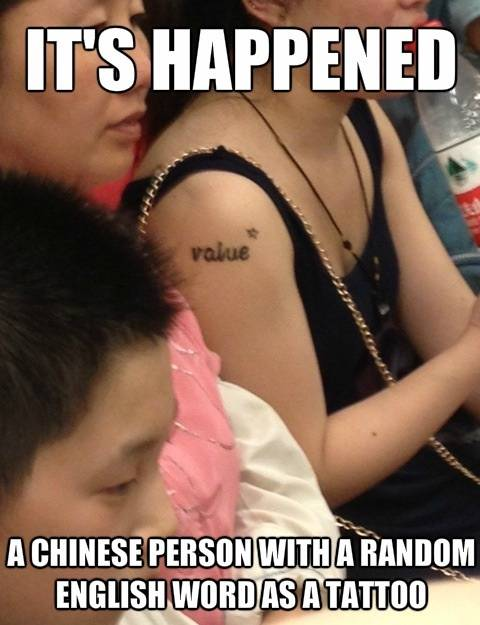 IT'S HAPPENED
value
A CHINESE PERSON WITH A RANDOM
ENGLISH WORD AS A TATTOO